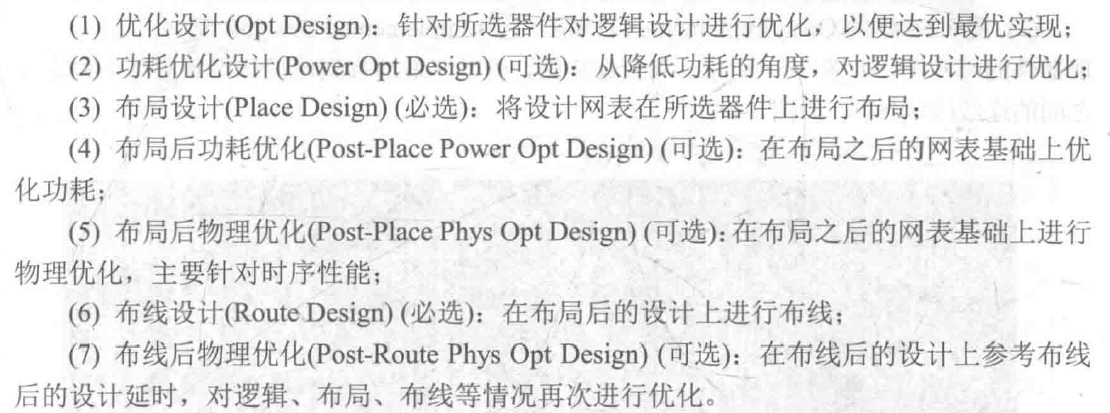 (1) 优化设计(Opt Design)：针对所选器件对逻辑设计进行优化，以便达到最优实现；
(2) 功耗优化设计(Power Opt Design) (可选)：从降低功耗的角度，对逻辑设计进行优化；
(3) 布局设计(Place Design) (必选)：将设计网表在所选器件上进行布局；
(4) 布局后功耗优化(Post-Place Power Opt Design) (可选)：在布局之后的网表基础上优
化功耗；
(5) 布局后物理优化(Post-Place Phys Opt Design) (可选)：在布局之后的网表基础上进行
物理优化，主要针对时序性能；
(6) 布线设计(Route Design) (必选)：在布局后的设计上进行布线；
(7) 布线后物理优化(Post-Route Phys Opt Design) (可选)：在布线后的设计上参考布线
后的设计延时，对逻辑、布局、布线等情况再次进行优化。